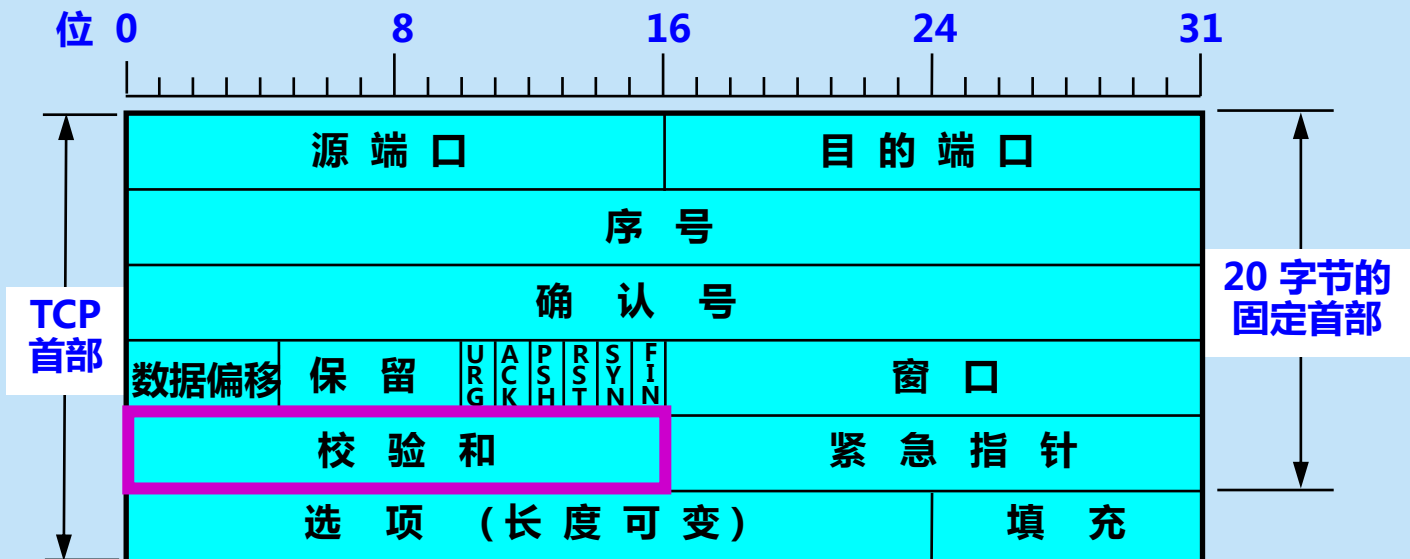 位 0 8 16 24 31
源 端 口 目 的 端 口
序 号
确 认 号
TCP
首部
20 字节的
固定首部
数据偏移 保 留 URG ACK PSH RST SYN FIN 窗 口
校 验 和 紧 急 指 针
选 项 (长 度 可 变) 填 充